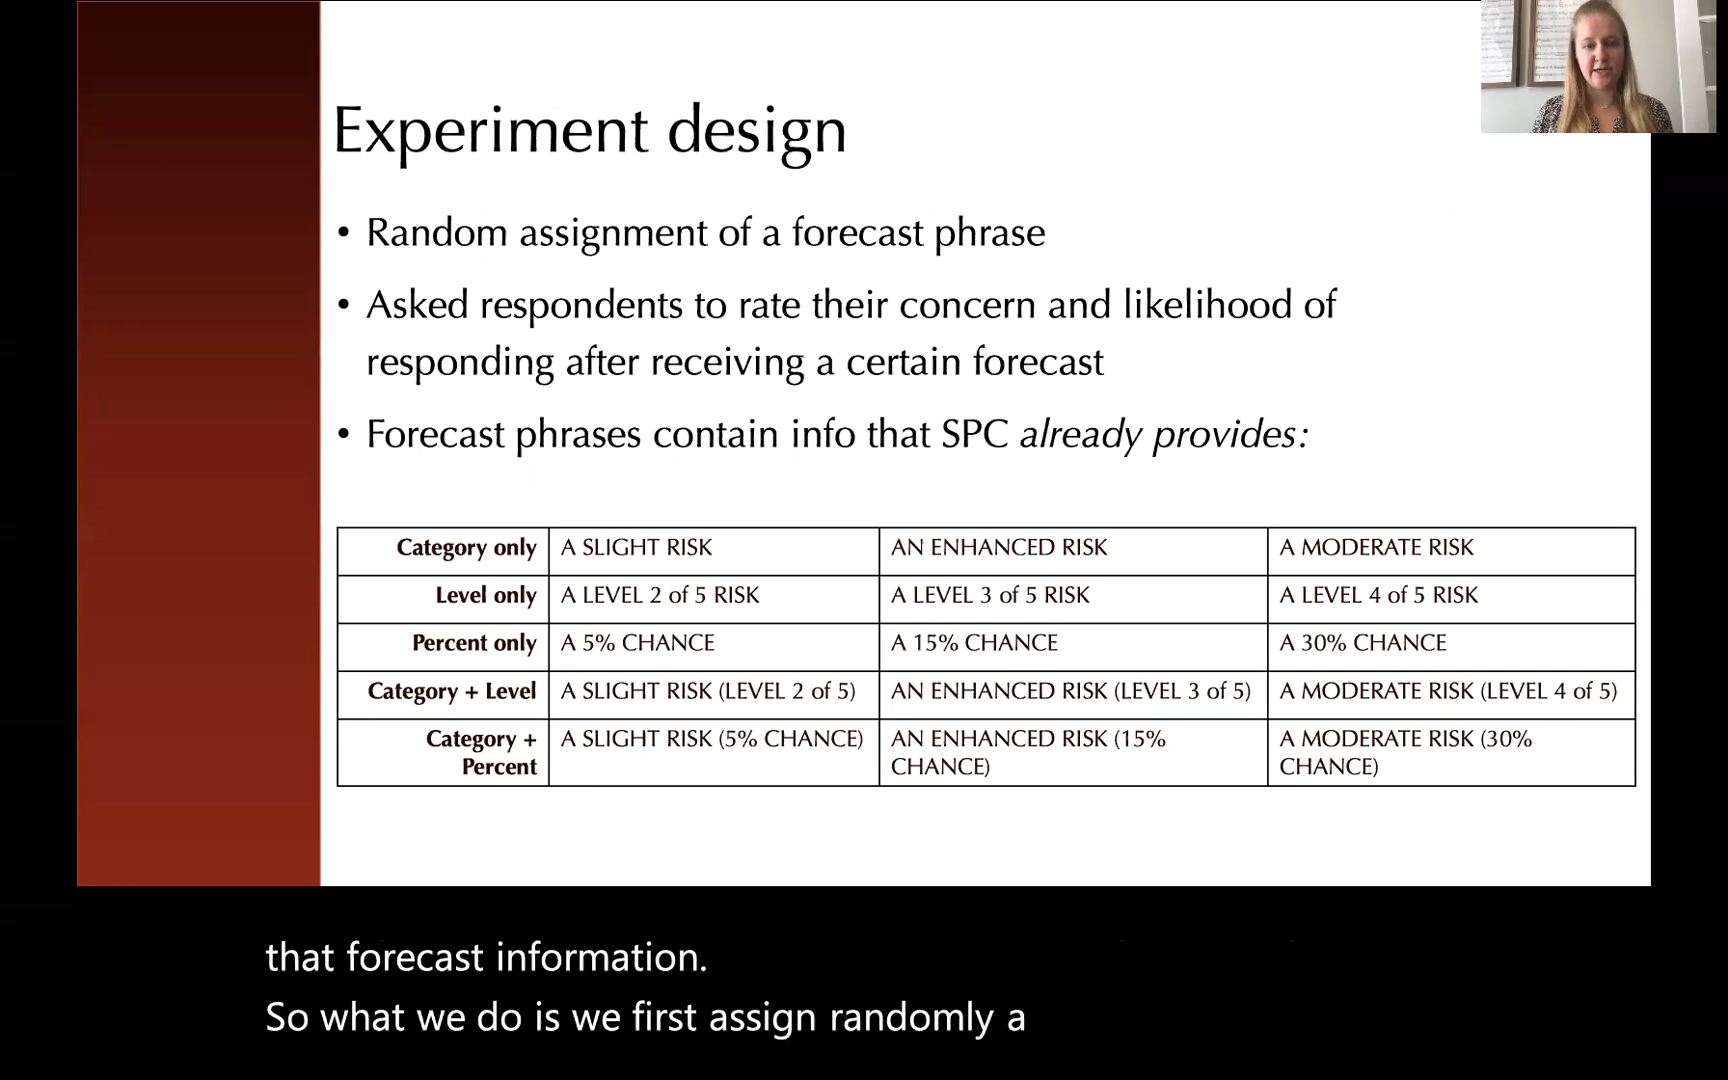 Experiment design
• Random assignment of a forecast phrase
• Asked respondents to rate their concern and likelihood of
responding after receiving a certain forecast
• Forecast phrases contain info that SPC already provides:
Category only A SLIGHT RISK AN ENHANCED RISK A MODERATE RISK
Level only A LEVEL 2 of 5 RISK A LEVEL 3 of 5 RISK A LEVEL 4 of 5 RISK
Percent only A 5% CHANCE A 15% CHANCE A 30% CHANCE
Category + Level A SLIGHT RISK (LEVEL 2 of 5) AN ENHANCED RISK (LEVEL 3 of 5) A MODERATE RISK (LEVEL 4 of 5)
Category + A SLIGHT RISK (5% CHANCE) AN ENHANCED RISK (15% A MODERATE RISK (30%
Percent CHANCE) CHANCE)
that forecast information.
So what we do is we first assign randomly a